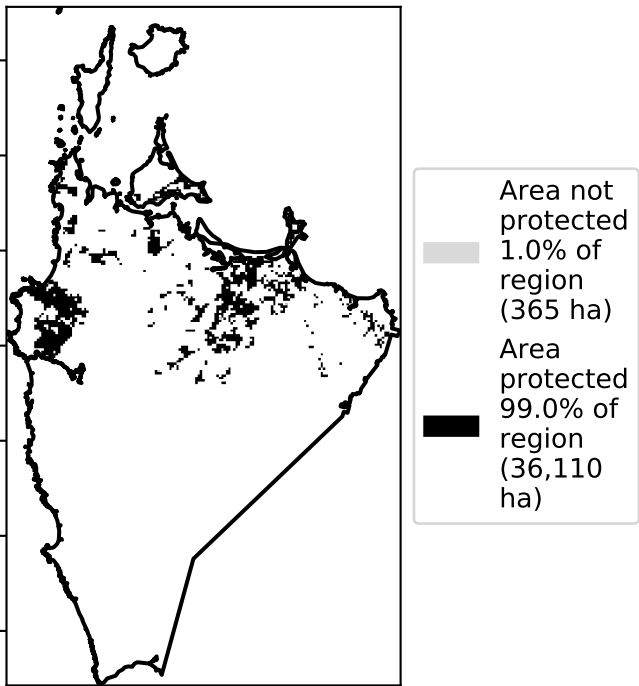 Area not
protected
1.0% of
region
(365 ha)
Area
protected
99.0% of
region
(36,110
ha)